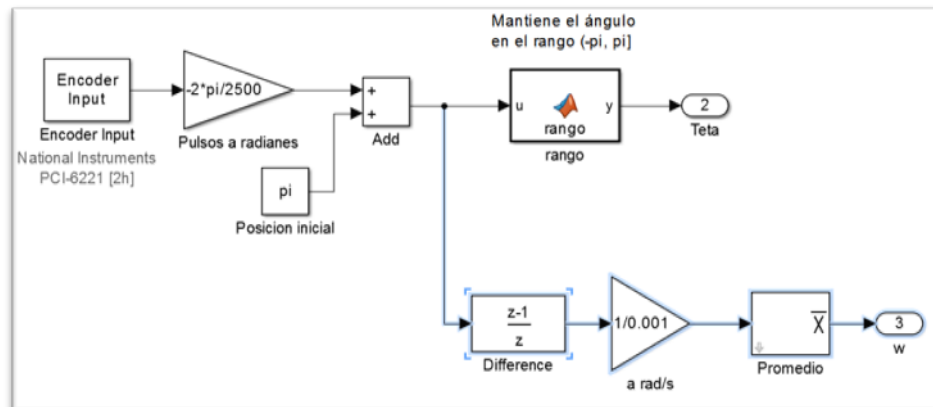 Mantiene el ángulo
en el rango (-pi, pi]
Encoder
Input
Encoder Input
National Instruments
PCI-6221 [2h]
-2*pi/2500
Pulsos a radianes
+
+
Add
pi
Posicion inicial
u
rango
y
rango
2
Teta
z-1
z
Difference
1/0.001
a rad/s
X
Promedio
3
w